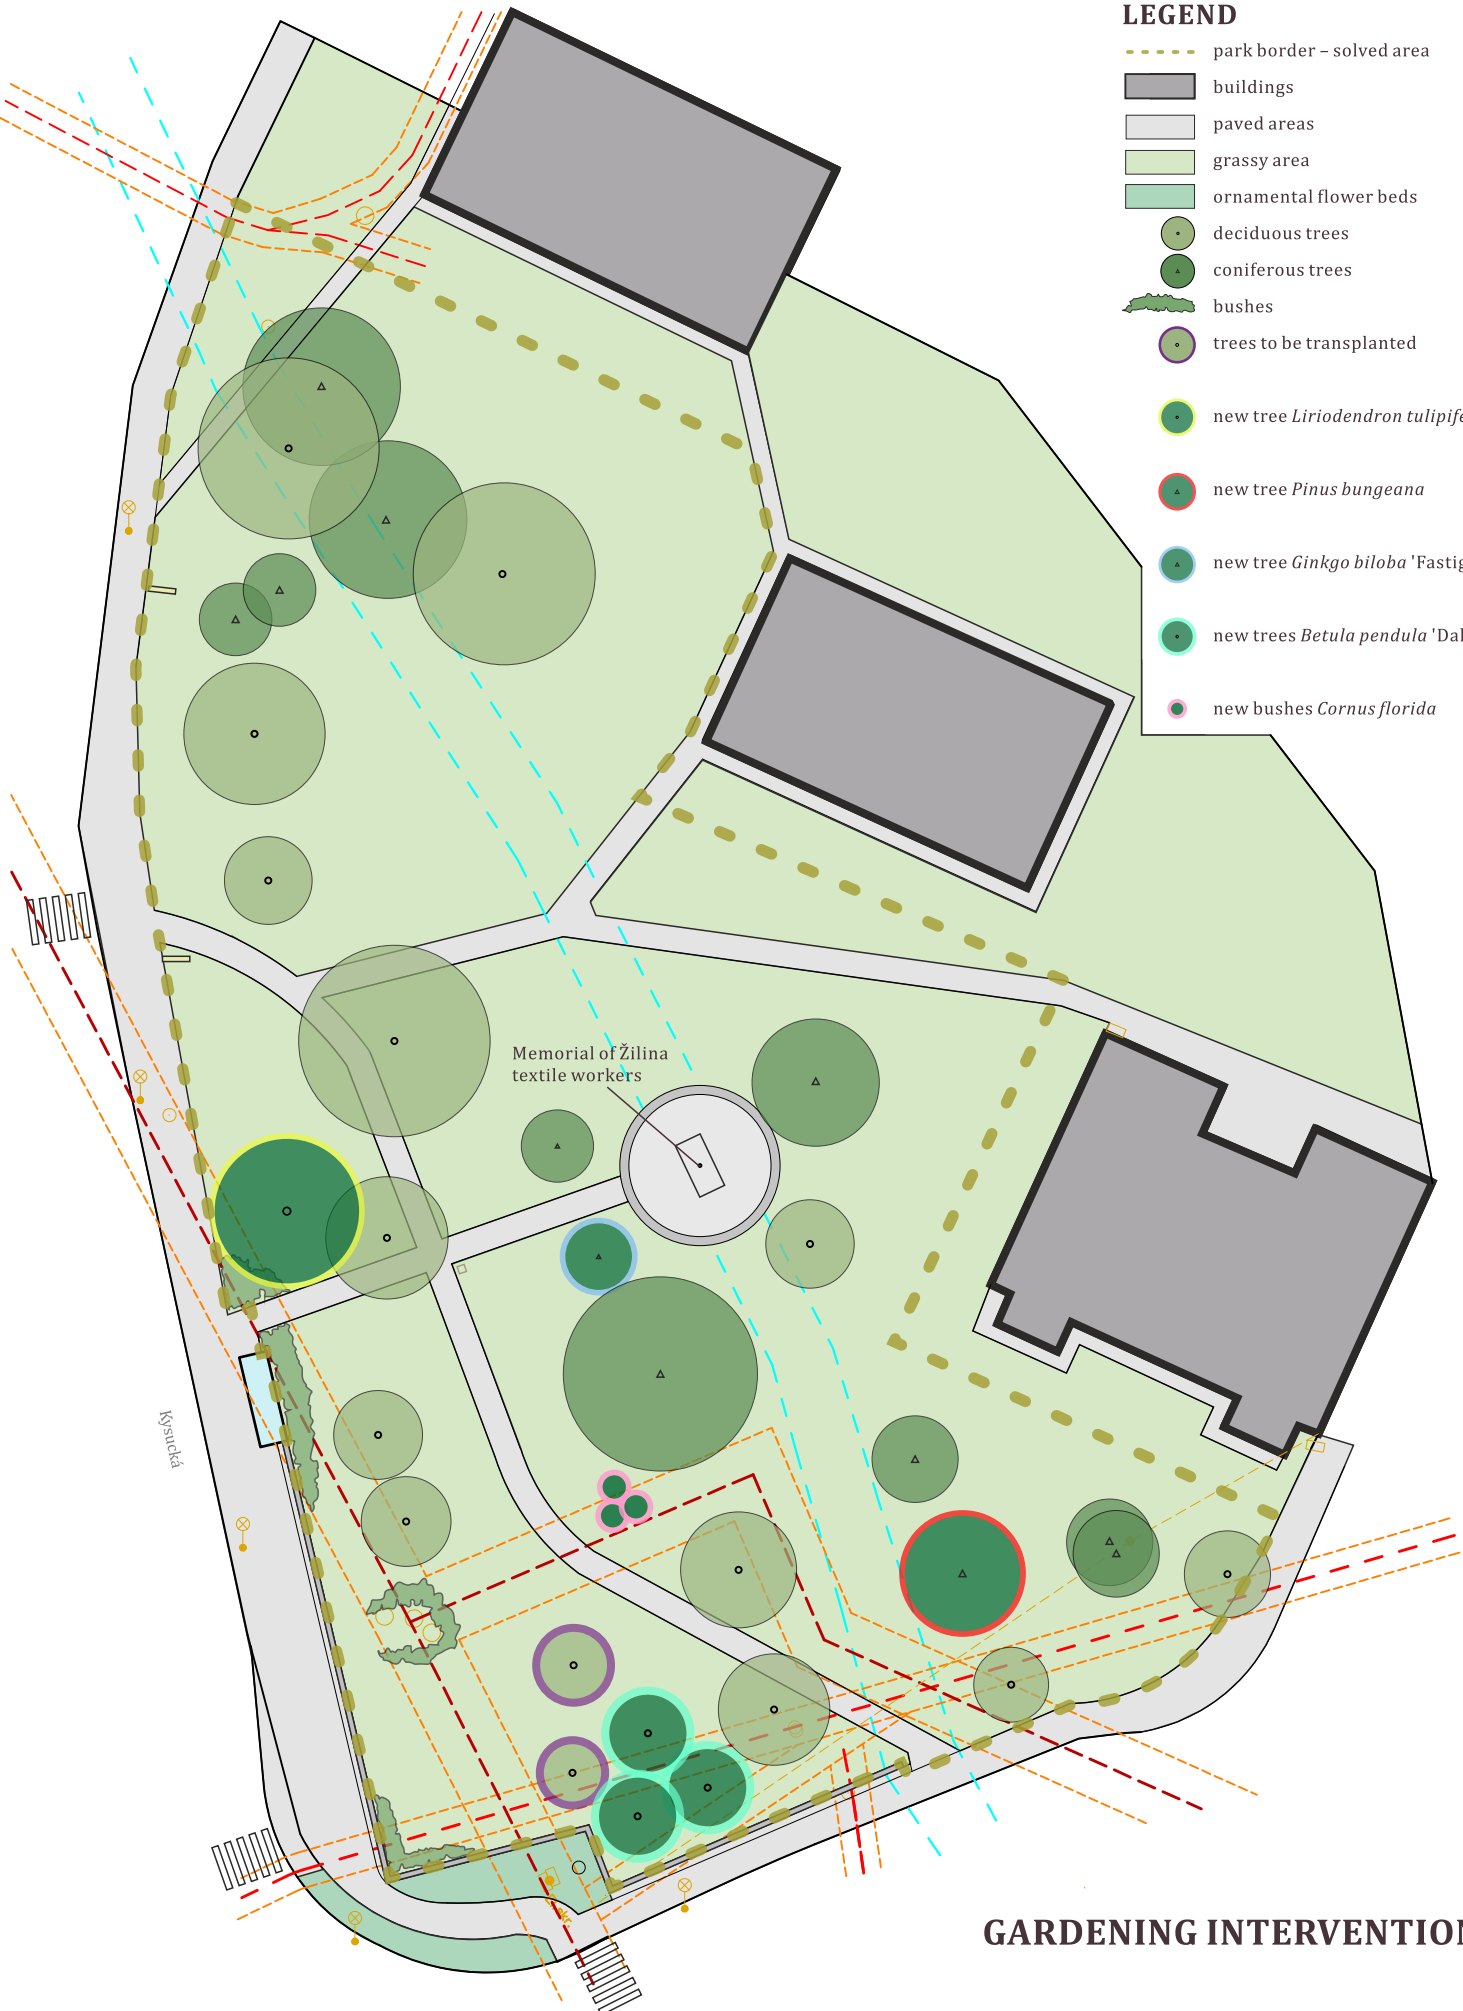 LEGEND
park border – solved area
buildings
paved areas
grassy area
ornamental flower beds
deciduous trees
coniferous trees
bushes
trees to be transplanted
new tree Liriodendron tulipife
new tree Pinus bungeana
new tree Ginkgo biloba 'Fastig
new trees Betula pendula 'Dal
new bushes Cornus florida
Memorial of Žilina
textile workers
Kysucká
GARDENING INTERVENTION